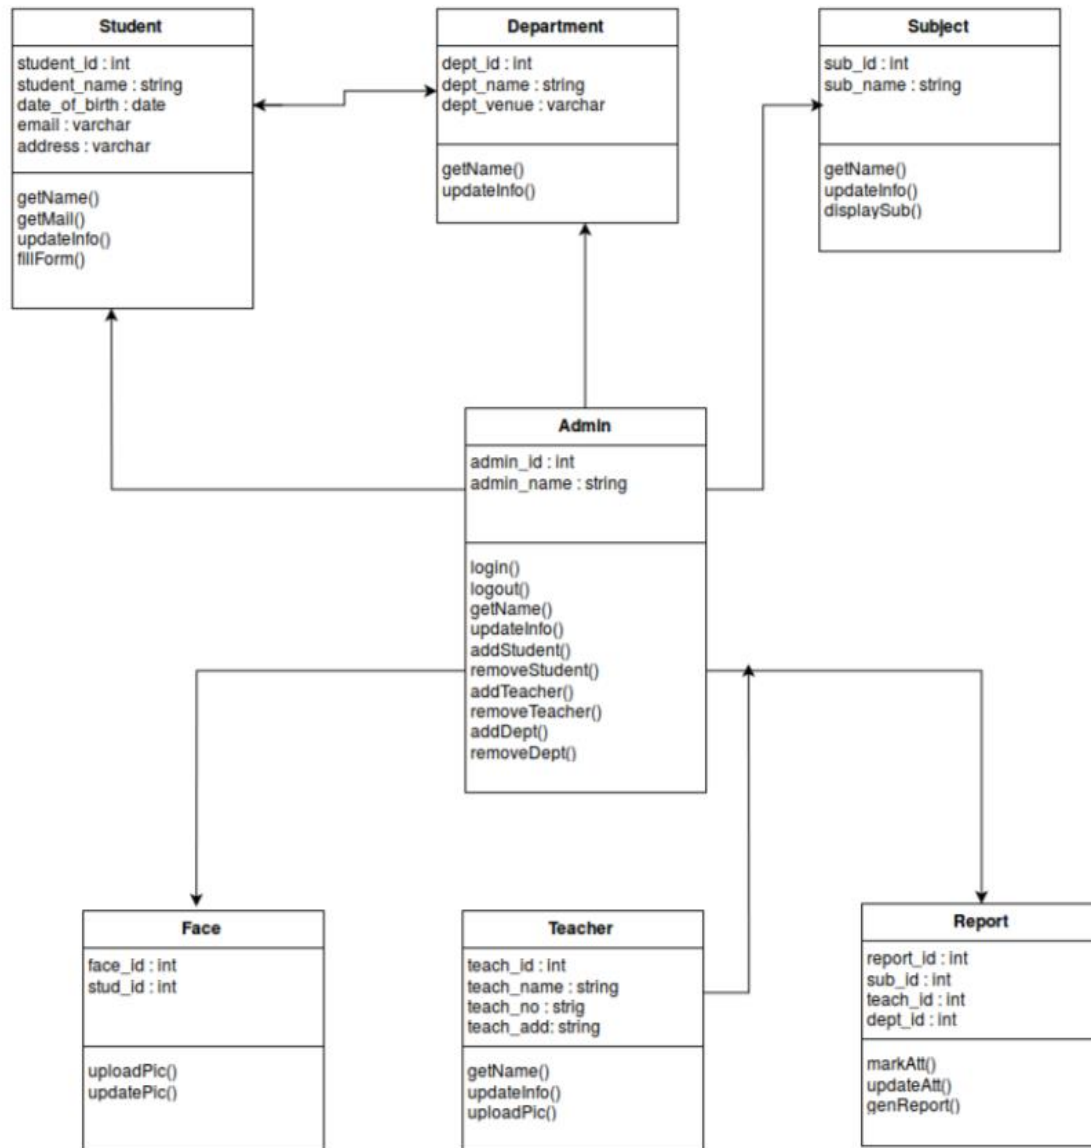 Student
student_id : int
student_name : string
date_of_birth : date
email : varchar
address : varchar
getName()
getMail()
updateInfo()
fillForm()
Department
dept_id : int
dept_name : string
dept_venue : varchar
getName()
updateInfo()
Subject
sub_id : int
sub_name : string
getName()
updateInfo()
displaySub()
Admin
admin_id : int
admin_name : string
login()
logout()
getName()
updateInfo()
addStudent()
removeStudent()
addTeacher()
removeTeacher()
addDept()
removeDept()
Face
face_id : int
stud_id : int
uploadPic()
updatePic()
Teacher
teach_id : int
teach_name : string
teach_no : strig
teach_add: string
getName()
updateInfo()
uploadPic()
Report
report_id : int
sub_id : int
teach_id : int
dept_id : int
markAtt()
updateAtt()
genReport()